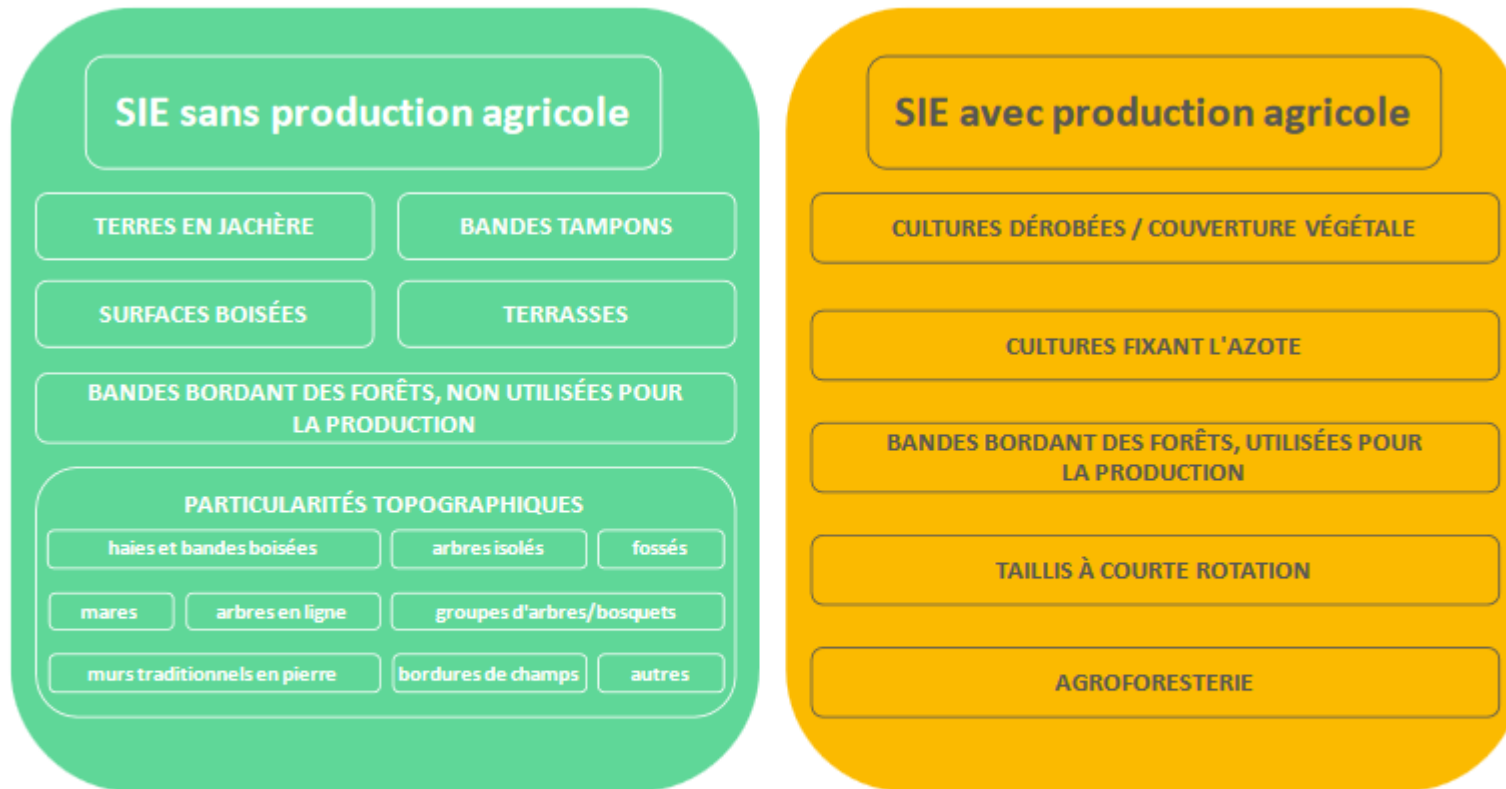 SIE sans production agricole
TERRES EN JACHÈRE
BANDES TAMPONS
SURFACES BOISÉES
TERRASSES
BANDES BORDANT DES FORÊTS, NON UTILISÉES POUR
LA PRODUCTION
PARTICULARITÉS TOPOGRAPHIQUES
haies et bandes boisées
arbres isolés
fossés
mares
arbres en ligne
groupes d'arbres/bosquets
murs traditionnels en pierre
bordures de champs
autres
SIE avec production agricole
CULTURES DÉROBÉES / COUVERTURE VÉGÉTALE
CULTURES FIXANT L'AZOTE
BANDES BORDANT DES FORÊTS, UTILISÉES POUR
LA PRODUCTION
TAILLIS À COURTE ROTATION
AGROFORESTERIE